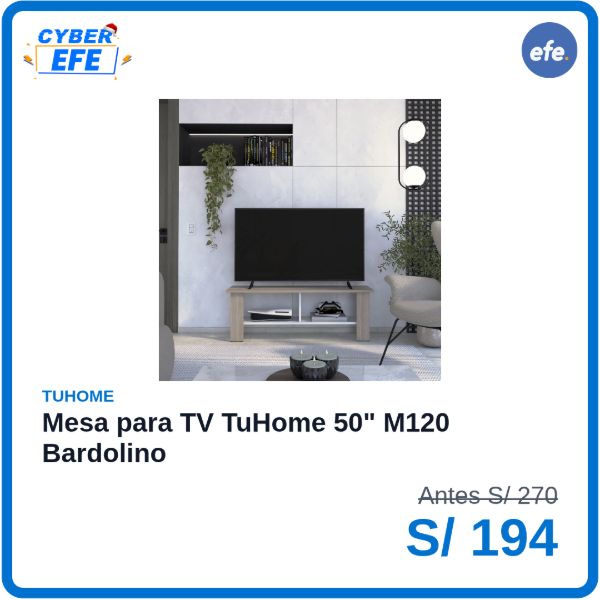 CYBER
EFE
efe.
TUHOME
Mesa para TV TuHome 50" M120
Bardolino
Antes S/ 270
S/ 194